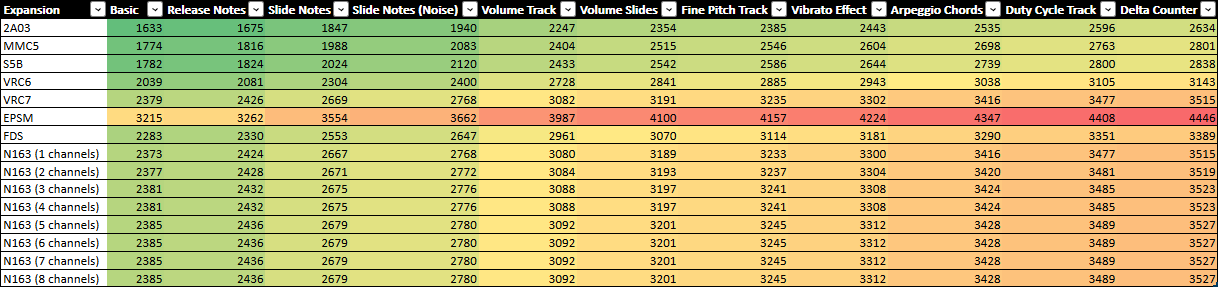 Expansion Basic Release Notes Slide Notes Slide Notes (Noise) Volume Track Volume Slides Fine Pitch Track Vibrato Effect Arpeggio Chords Duty Cycle Track Delta Counter
2A03 1633 1675 1847 1940 2247 2354 2385 2443 2535 2596 2634
MMC5 1774 1816 1988 2083 2404 2515 2546 2604 2698 2763 2801
S5B 1782 1824 2024 2120 2433 2542 2586 2644 2739 2800 2838
VRC6 2039 2081 2304 2400 2728 2841 2885 2943 3038 3105 3143
VRC7 2379 2426 2669 2768 3082 3191 3235 3302 3416 3477 3515
EPSM 3215 3262 3554 3662 3987 4100 4157 4224 4347 4408 4446
FDS 2283 2330 2553 2647 2961 3070 3114 3181 3290 3351 3389
N163 (1 channels) 2373 2424 2667 2768 3080 3189 3233 3300 3416 3477 3515
N163 (2 channels) 2377 2428 2671 2772 3084 3193 3237 3304 3420 3481 3519
N163 (3 channels) 2381 2432 2675 2776 3088 3197 3241 3308 3424 3485 3523
N163 (4 channels) 2381 2432 2675 2776 3088 3197 3241 3308 3424 3485 3523
N163 (5 channels) 2385 2436 2679 2780 3092 3201 3245 3312 3428 3489 3527
N163 (6 channels) 2385 2436 2679 2780 3092 3201 3245 3312 3428 3489 3527
N163 (7 channels) 2385 2436 2679 2780 3092 3201 3245 3312 3428 3489 3527
N163 (8 channels) 2385 2436 2679 2780 3092 3201 3245 3312 3428 3489 3527